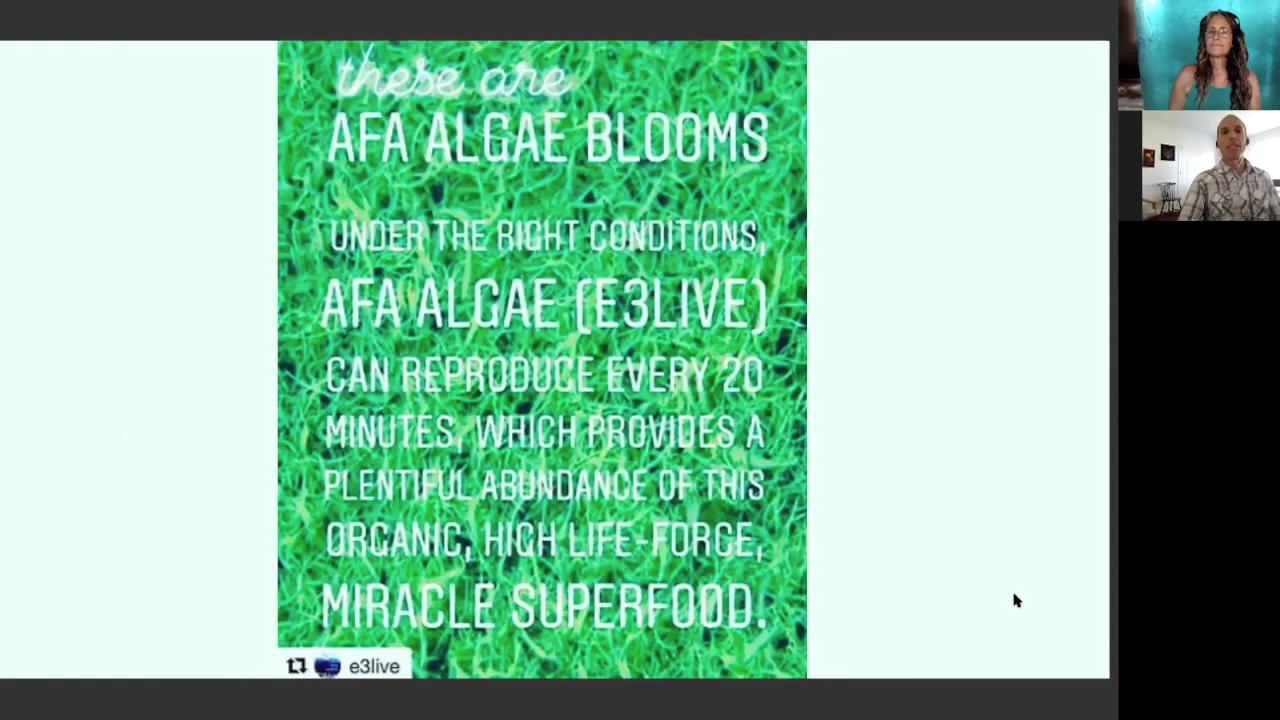 these are
AFA ALGAE BLOOMS
UNDER THE RIGHT CONDITIONS,
AFA ALGAE (E3LIVE)
CAN REPRODUCE EVERY 20
MINUTES, WHICH PROVIDES A
PLENTIFUL ABUNDANCE OF THIS
ORGANIC, HIGH LIFE-FORCE,
MIRACLE SUPERFOOD.
e3live